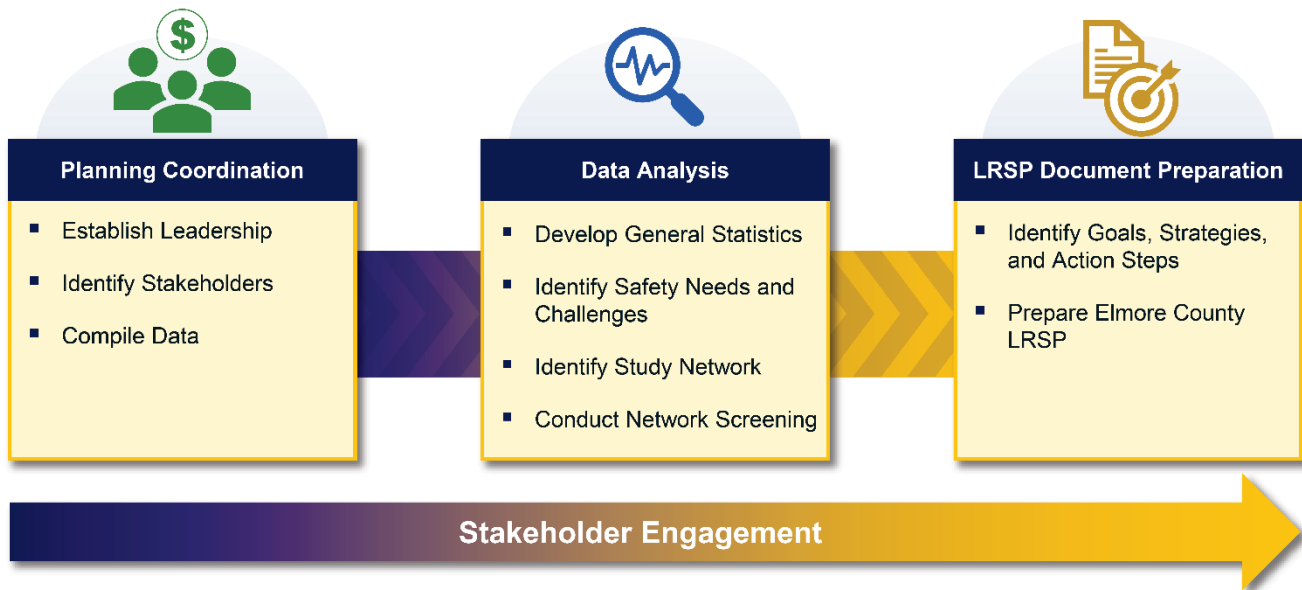 $
Planning Coordination
▪ Establish Leadership
▪ Identify Stakeholders
▪ Compile Data
Data Analysis
▪ Develop General Statistics
▪ Identify Safety Needs and
Challenges
▪ Identify Study Network
▪ Conduct Network Screening
LRSP Document Preparation
▪ Identify Goals, Strategies,
and Action Steps
▪ Prepare Elmore County
LRSP
Stakeholder Engagement